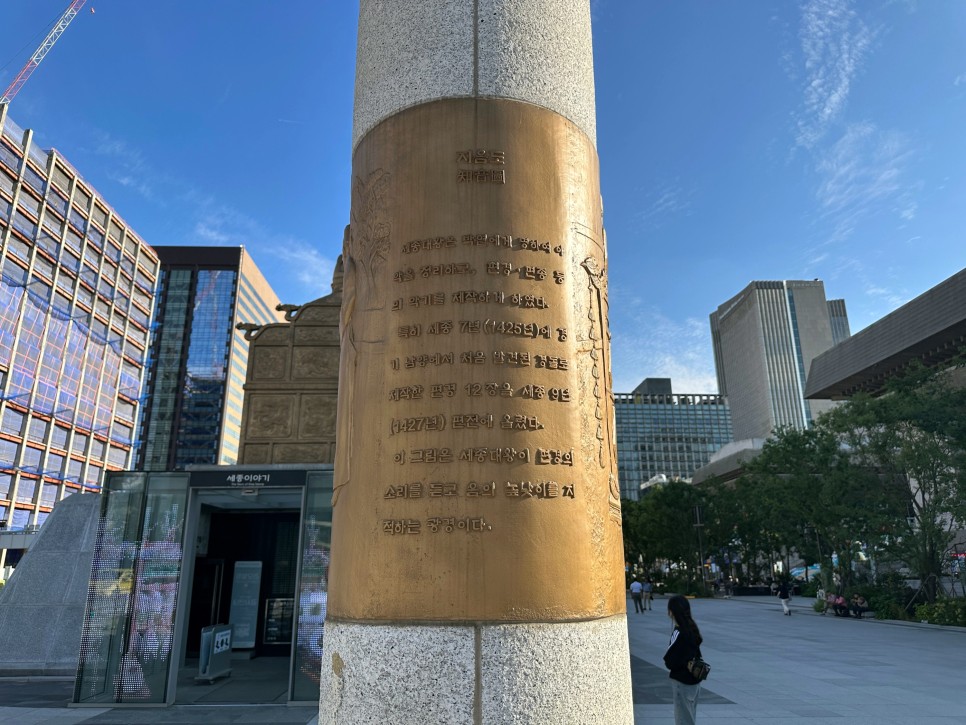 지음도
知音圖
세종대왕은 박연에게 명하여 아
악을 정리하고, 편경·편종 등
의 악기를 제작하게 하였다.
특히 세종 7년(1425년)에 경
기 남양에서 처음 발견된 경돌로
제작한 편경 12장을 세종 9년
(1427년) 편전에 올렸다.
이 그림은 세종대왕이 편경의
소리를 듣고 음의 높낮이를 지
적하는 광경이다.
세종이야기